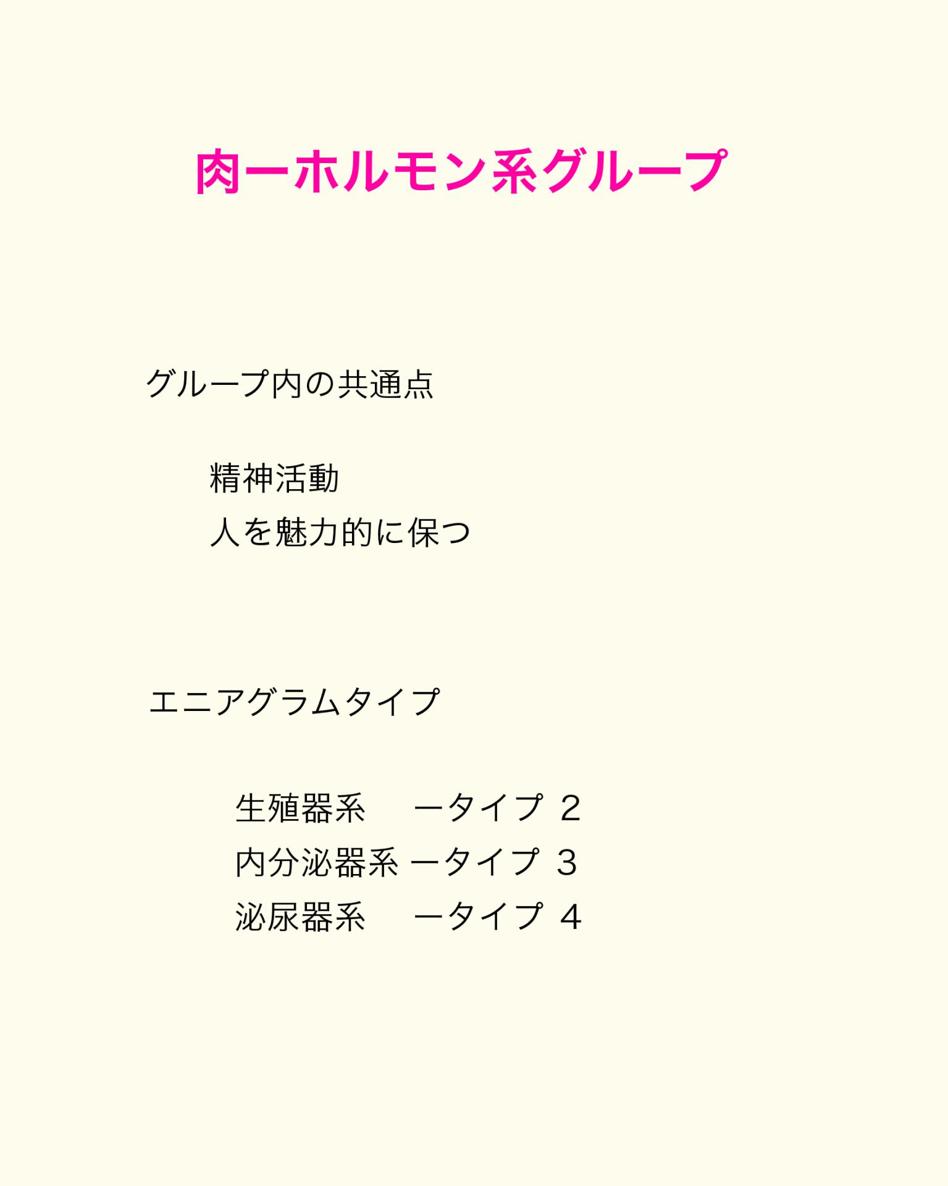 肉ーホルモン系グループ
グループ内の共通点
精神活動
人を魅力的に保つ
エニアグラムタイプ
生殖器系　ータイプ ２
内分泌器系 ータイプ ３
泌尿器系　ータイプ ４